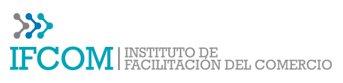 IFCOM
INSTITUTO DE
FACILITACIÓN DEL COMERCIO